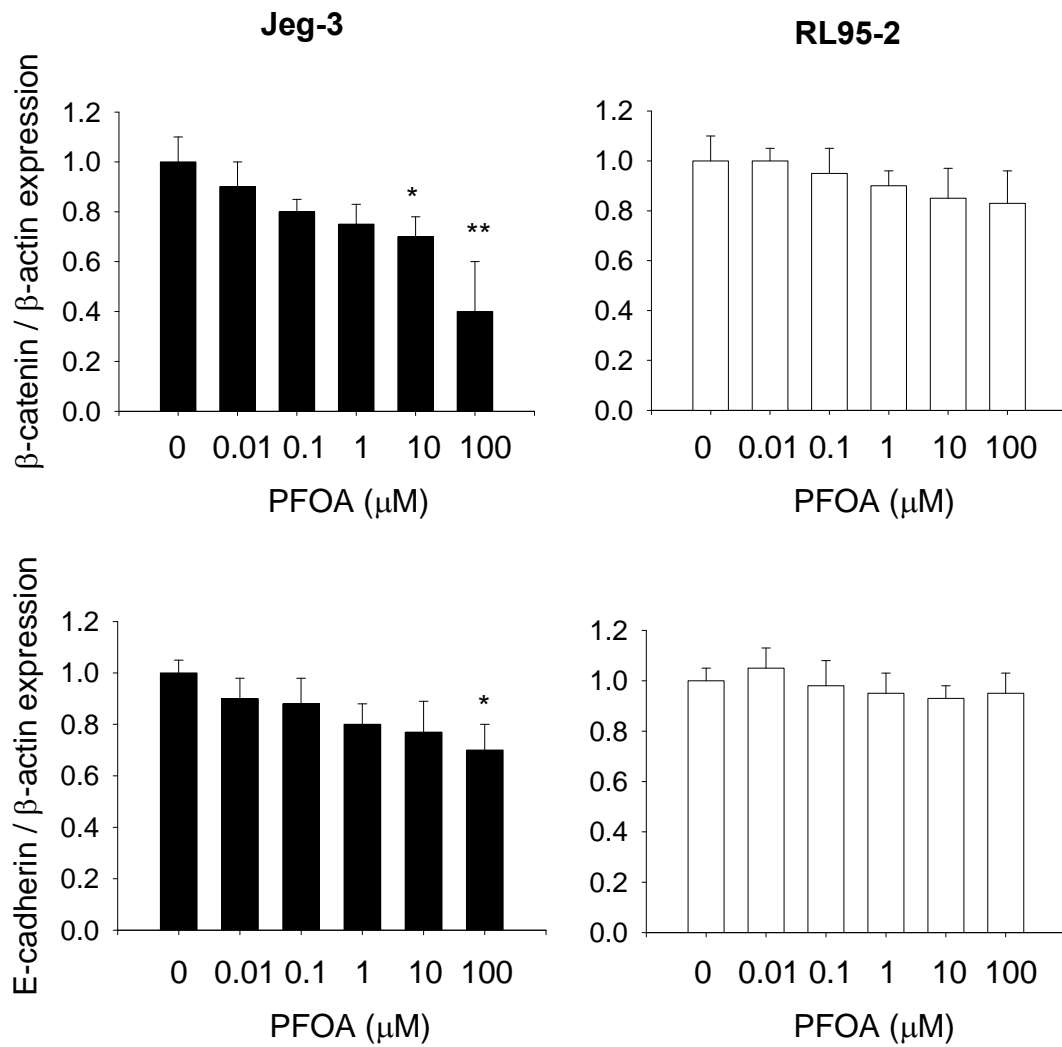 Jeg-3
RL95-2
β-catenin / β-actin expression
1.2
1.0
0.8
0.6
0.4
0.2
0.0
*
**
0 0.01 0.1 1 10 100
PFOA (μM)
1.2
1.0
0.8
0.6
0.4
0.2
0.0
0 0.01 0.1 1 10 100
PFOA (μM)
E-cadherin / β-actin expression
1.2
1.0
0.8
0.6
0.4
0.2
0.0
*
0 0.01 0.1 1 10 100
PFOA (μM)
1.2
1.0
0.8
0.6
0.4
0.2
0.0
0 0.01 0.1 1 10 100
PFOA (μM)